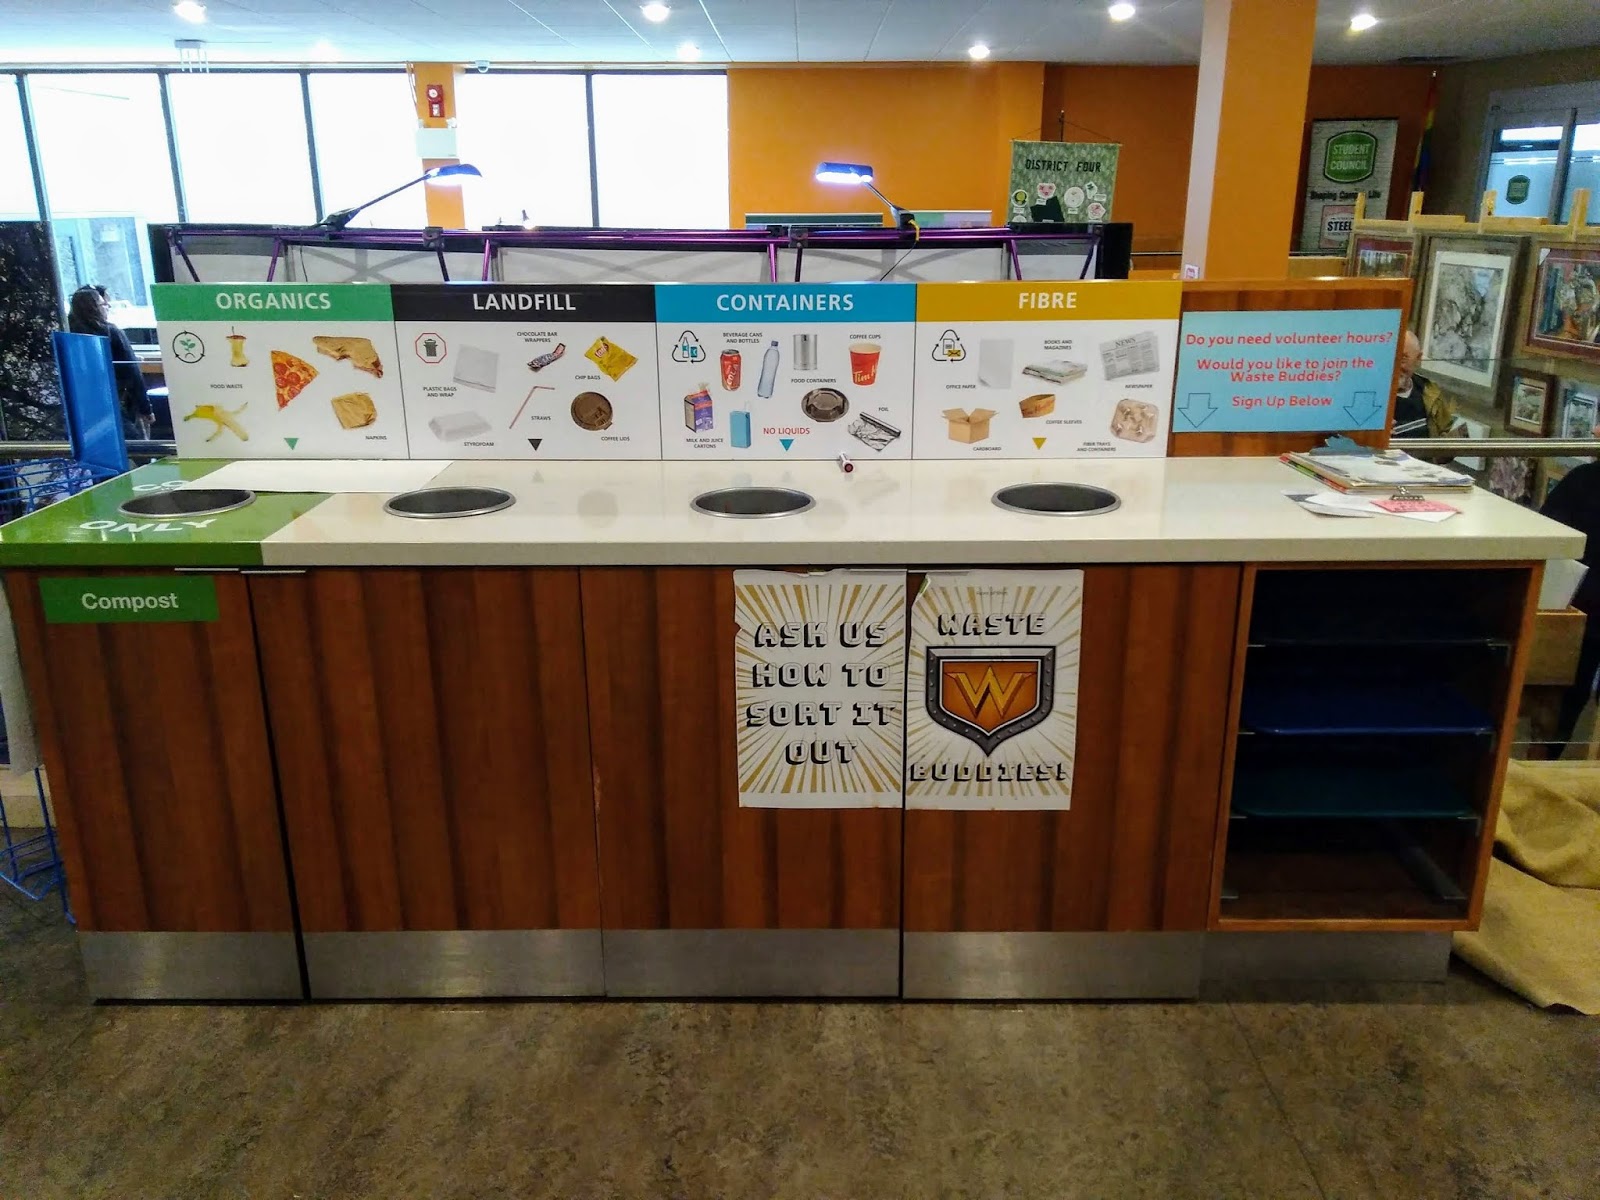 DISTRICT FOUR
STUDENT
COUNCIL
STEEL
ORGANICS
FOOD WASTE
NAPKINS
LANDFILL
CHOCOLATE BAR
WRAPPERS
CHIP BAGS
PLASTIC BAGS
AND WRAP
STRAWS
STYROFOAM
COFFEE LIDS
CONTAINERS
BEVERAGE CANS
AND BOTTLES
COFFEE CUPS
FOOD CONTAINERS
FOIL
MILK AND JUICE
CARTONS
NO LIQUIDS
FIBRE
BOOKS AND
MAGAZINES
NEWS
OFFICE PAPER
NEWSPAPER
COFFEE SLEEVES
CARDBOARD
FIBER TRAYS
AND CONTAINERS
Do you need volunteer hours?
Would you like to join the
Waste Buddies?
Sign Up Below
ONLY
Compost
ASK US
HOW TO
SORT IT
OUT
WASTE
W
BUDDIES!